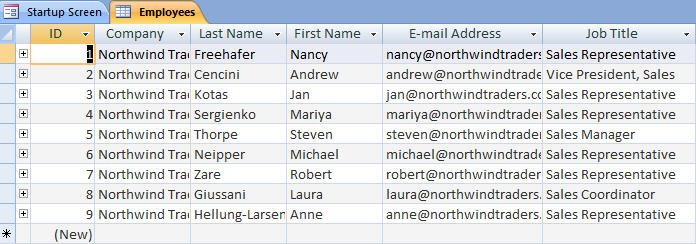 Startup Screen Employees
ID Company Last Name First Name E-mail Address Job Title
1 Northwind Trad Freehafer Nancy nancy@northwindtraders. Sales Representative
2 Northwind Trad Cencini Andrew andrew@northwindtrade Vice President, Sales
3 Northwind Trad Kotas Jan jan@northwindtraders.co Sales Representative
4 Northwind Trad Sergienko Mariya mariya@northwindtrader Sales Representative
5 Northwind Trad Thorpe Steven steven@northwindtrader Sales Manager
6 Northwind Trad Neipper Michael michael@northwindtrade Sales Representative
7 Northwind Trad Zare Robert robert@northwindtraders Sales Representative
8 Northwind Trad Giussani Laura laura@northwindtraders. Sales Coordinator
9 Northwind Trad Hellung-Larsen Anne anne@northwindtraders. Sales Representative
(New)